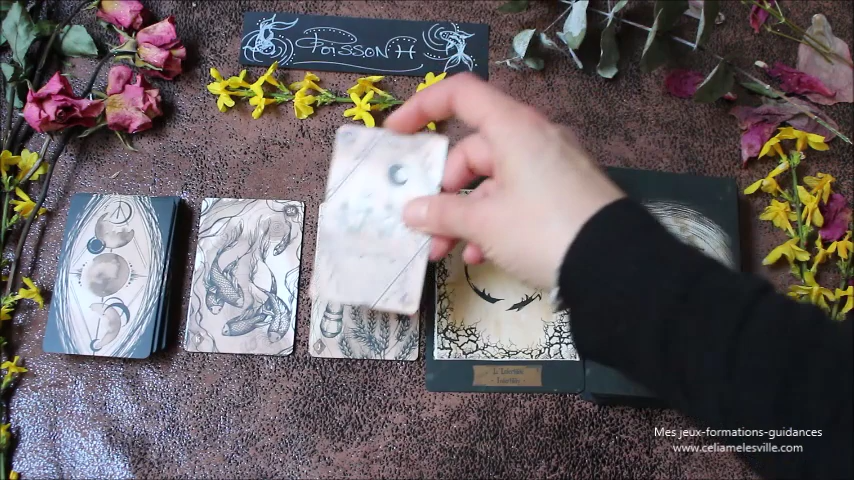 Poisson ♓
Mes jeux-formations-guidances
www.celiamelesville.com